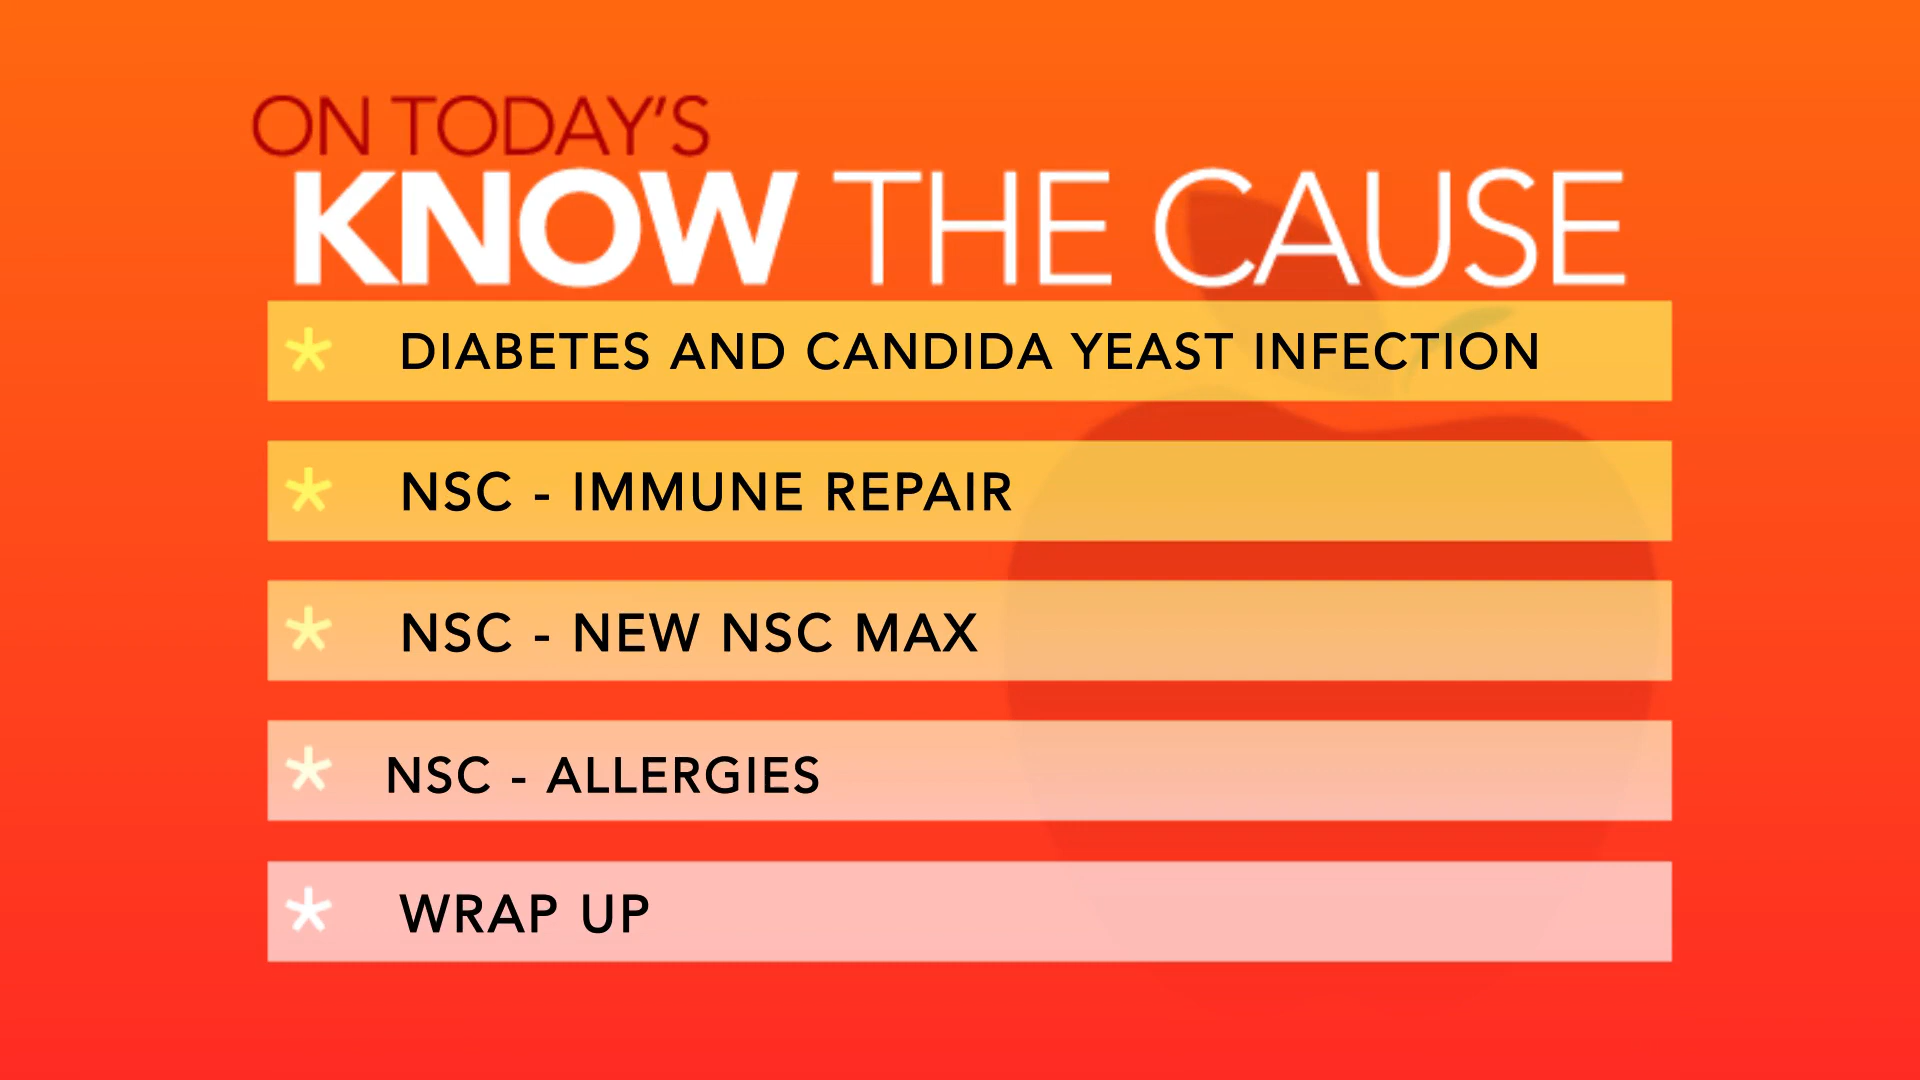 ON TODAY'S
KNOW THE CAUSE
* DIABETES AND CANDIDA YEAST INFECTION
* NSC - IMMUNE REPAIR
* NSC - NEW NSC MAX
* NSC - ALLERGIES
* WRAP UP